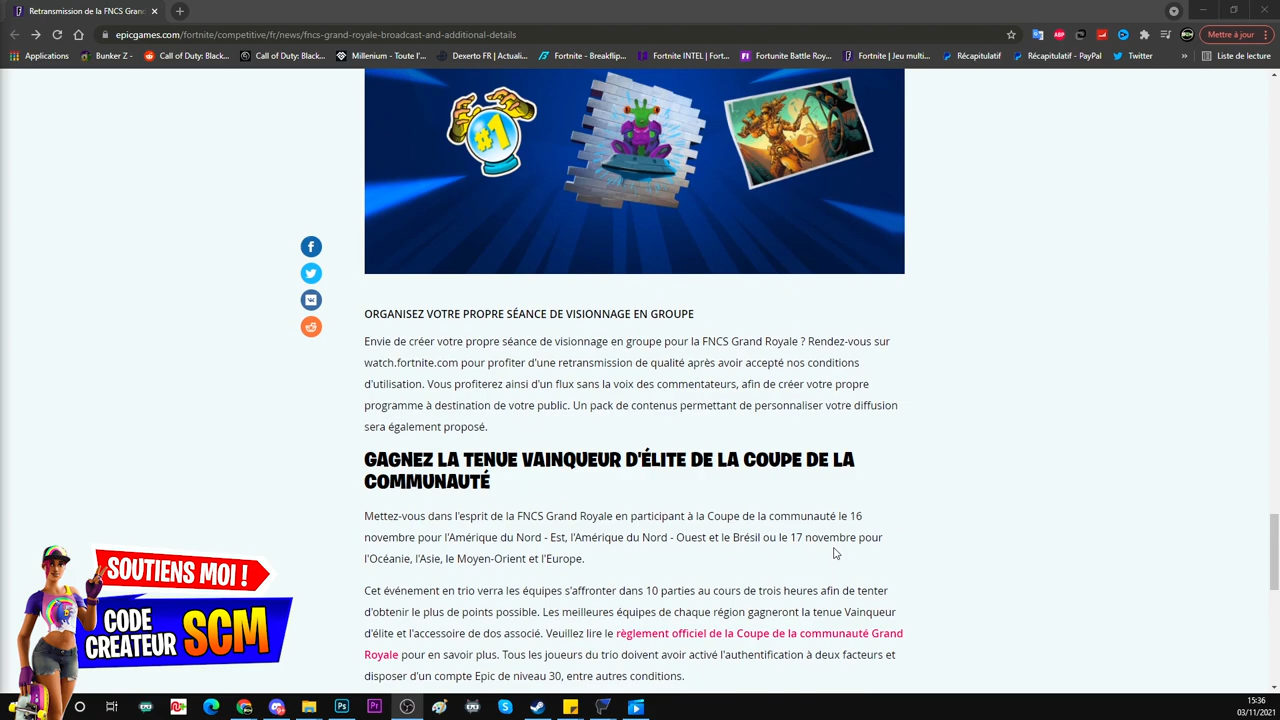 Retransmission de la FNCS Grand
epicgames.com/fortnite/competitive/fr/news/fncs-grand-royale-broadcast-and-additional-details
ABP
Mettre à jour
Applications
Bunker Z -
Call of Duty: Black...
Call of Duty: Black...
Millenium - Toute l'...
Dexerto FR | Actuali...
Fortnite - Breakflip...
Fortnite INTEL | Fort...
Fortunite Battle Roy...
Fortnite | Jeu multi...
Récapitulatif
Récapitulatif - PayPal
Twitter
»
Liste de lecture
#1
ORGANISEZ VOTRE PROPRE SÉANCE DE VISIONNAGE EN GROUPE
Envie de créer votre propre séance de visionnage en groupe pour la FNCS Grand Royale ? Rendez-vous sur
watch.fortnite.com pour profiter d'une retransmission de qualité après avoir accepté nos conditions
d'utilisation. Vous profiterez ainsi d'un flux sans la voix des commentateurs, afin de créer votre propre
programme à destination de votre public. Un pack de contenus permettant de personnaliser votre diffusion
sera également proposé.
GAGNEZ LA TENUE VAINQUEUR D'ÉLITE DE LA COUPE DE LA
COMMUNAUTÉ
Mettez-vous dans l'esprit de la FNCS Grand Royale en participant à la Coupe de la communauté le 16
novembre pour l'Amérique du Nord - Est, l'Amérique du Nord - Ouest et le Brésil ou le 17 novembre pour
l'Océanie, l'Asie, le Moyen-Orient et l'Europe.
Cet événement en trio verra les équipes s'affronter dans 10 parties au cours de trois heures afin de tenter
d'obtenir le plus de points possible. Les meilleures équipes de chaque région gagneront la tenue Vainqueur
d'élite et l'accessoire de dos associé. Veuillez lire le règlement officiel de la Coupe de la communauté Grand
Royale pour en savoir plus. Tous les joueurs du trio doivent avoir activé l'authentification à deux facteurs et
disposer d'un compte Epic de niveau 30, entre autres conditions.
SOUTIENS MOI !
CODE
CRÉATEUR SCM
15:36
03/11/2021